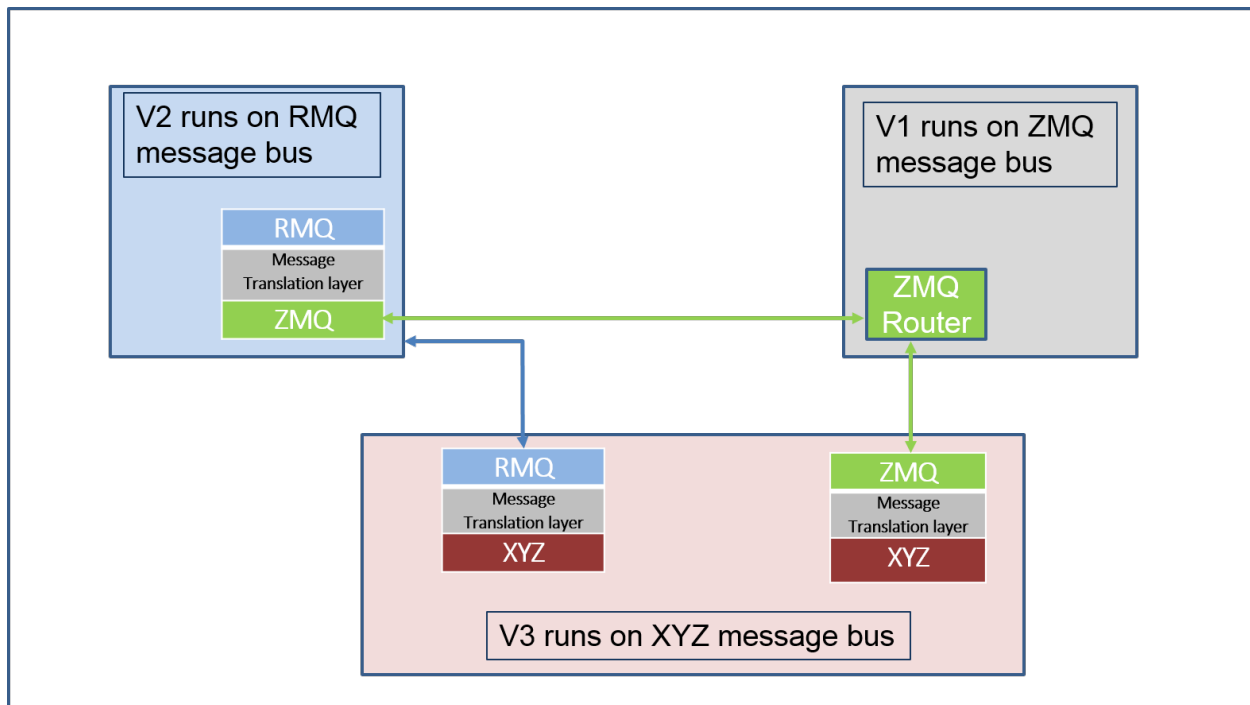 V2 runs on RMQ
message bus
V1 runs on ZMQ
message bus
RMQ
Message
Translation layer
ZMQ
ZMQ
Router
RMQ
Message
Translation layer
XYZ
ZMQ
Message
Translation layer
XYZ
V3 runs on XYZ message bus